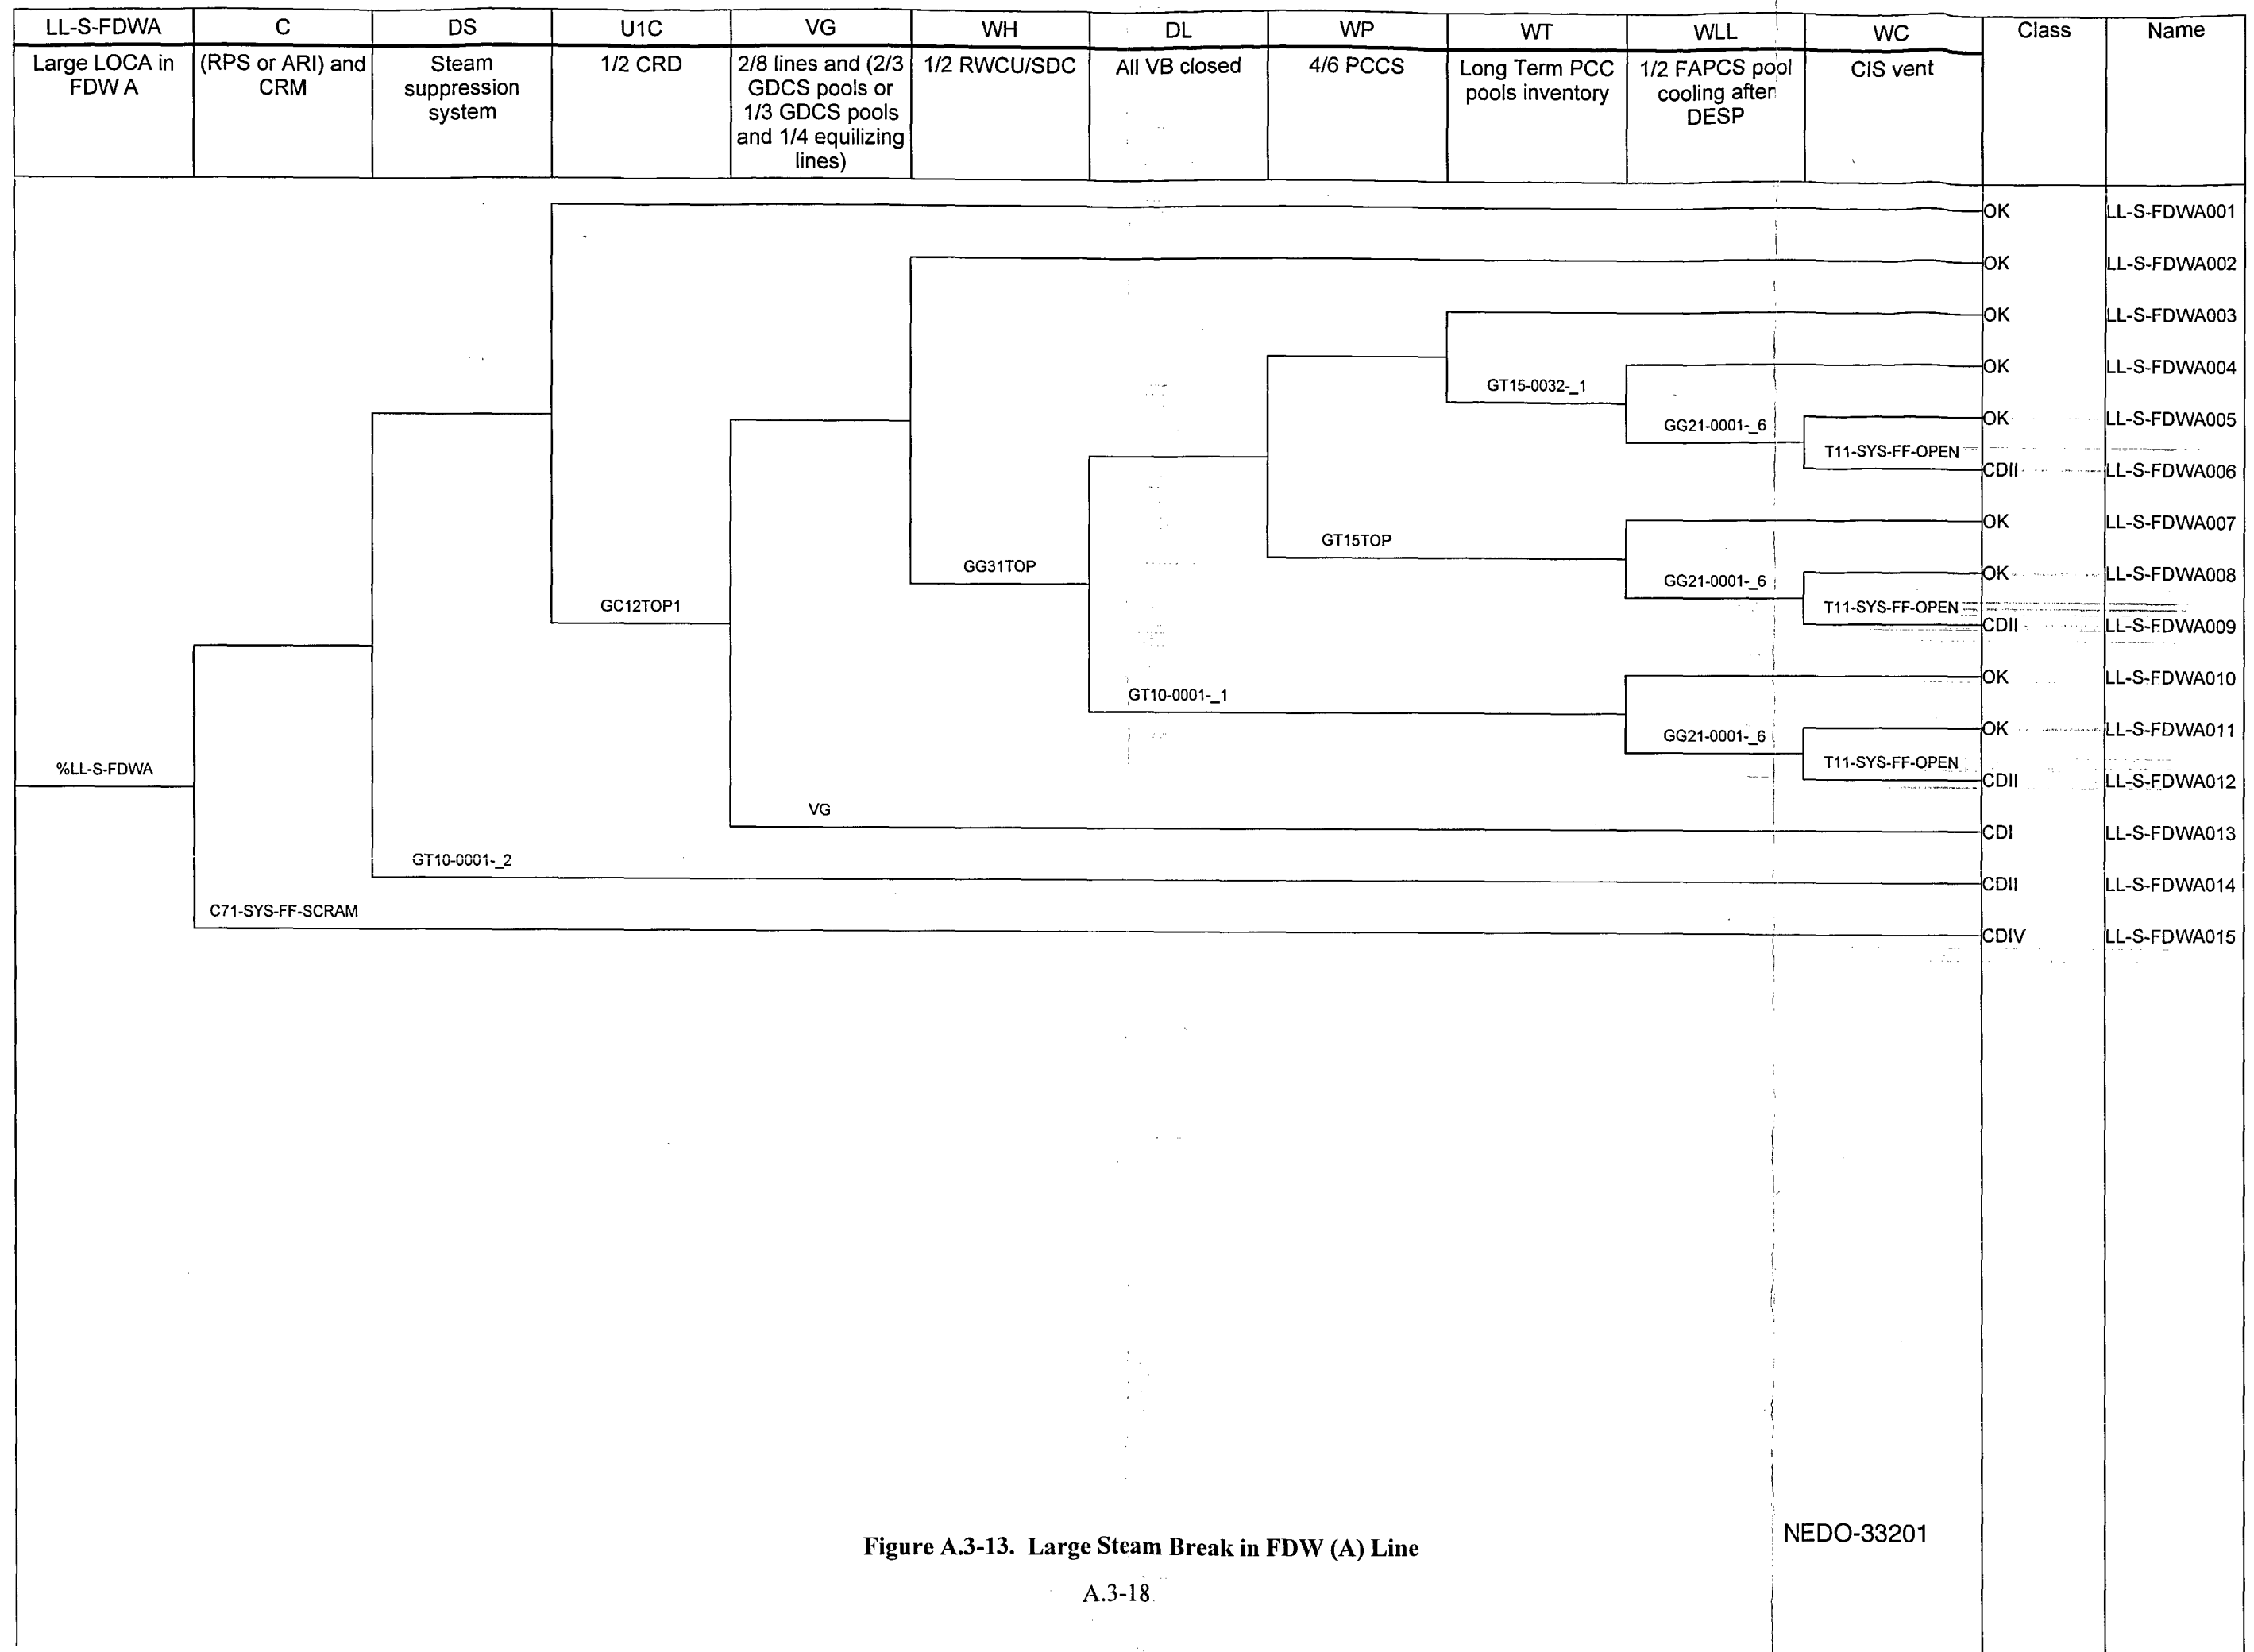 LL-S-FDWA C DS U1C VG WH DL WP WT WLL WC Class Name
Large LOCA in
FDW A
(RPS or ARI) and
CRM
Steam
suppression
system
1/2 CRD
2/8 lines and (2/3
GDCS pools or
1/3 GDCS pools
and 1/4 equilizing
lines)
1/2 RWCU/SDC
All VB closed
4/6 PCCS
Long Term PCC
pools inventory
1/2 FAPCS pool
cooling after
DESP
CIS vent
OK LL-S-FDWA001
OK LL-S-FDWA002
OK LL-S-FDWA003
OK LL-S-FDWA004
GT15-0032-_1
OK LL-S-FDWA005
GG21-0001-_6
T11-SYS-FF-OPEN
CDII LL-S-FDWA006
OK LL-S-FDWA007
GT15TOP
GG31TOP
OK LL-S-FDWA008
GG21-0001-_6
GC12TOP1
T11-SYS-FF-OPEN
CDII LL-S-FDWA009
OK LL-S-FDWA010
GT10-0001-_1
OK LL-S-FDWA011
GG21-0001-_6
%LL-S-FDWA
T11-SYS-FF-OPEN
CDII LL-S-FDWA012
VG
CDI LL-S-FDWA013
GT10-0001-_2
CDII LL-S-FDWA014
C71-SYS-FF-SCRAM
CDIV LL-S-FDWA015
NEDO-33201
Figure A.3-13. Large Steam Break in FDW (A) Line
A.3-18